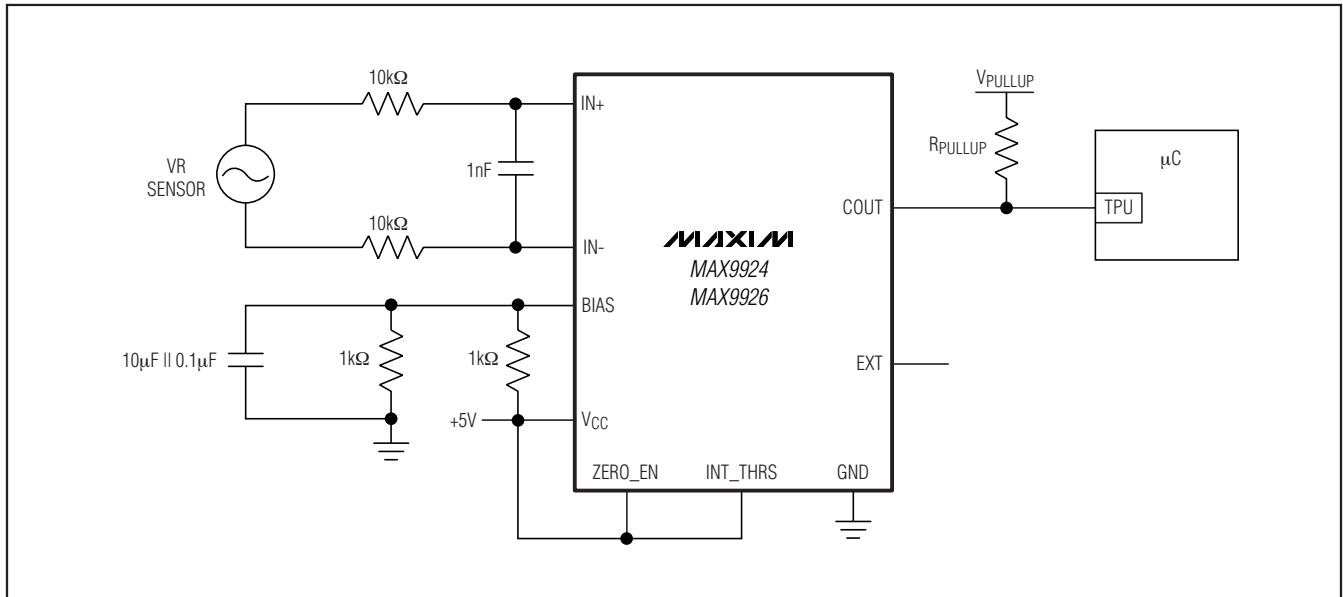 10kΩ
VPULLUP
IN+
RPULLUP
µC
VR
SENSOR
1nF
COUT
TPU
10kΩ
IN-
MAXIM
MAX9924
MAX9926
BIAS
10µF || 0.1µF
1kΩ
1kΩ
EXT
+5V
VCC
ZERO_EN
INT_THRS
GND